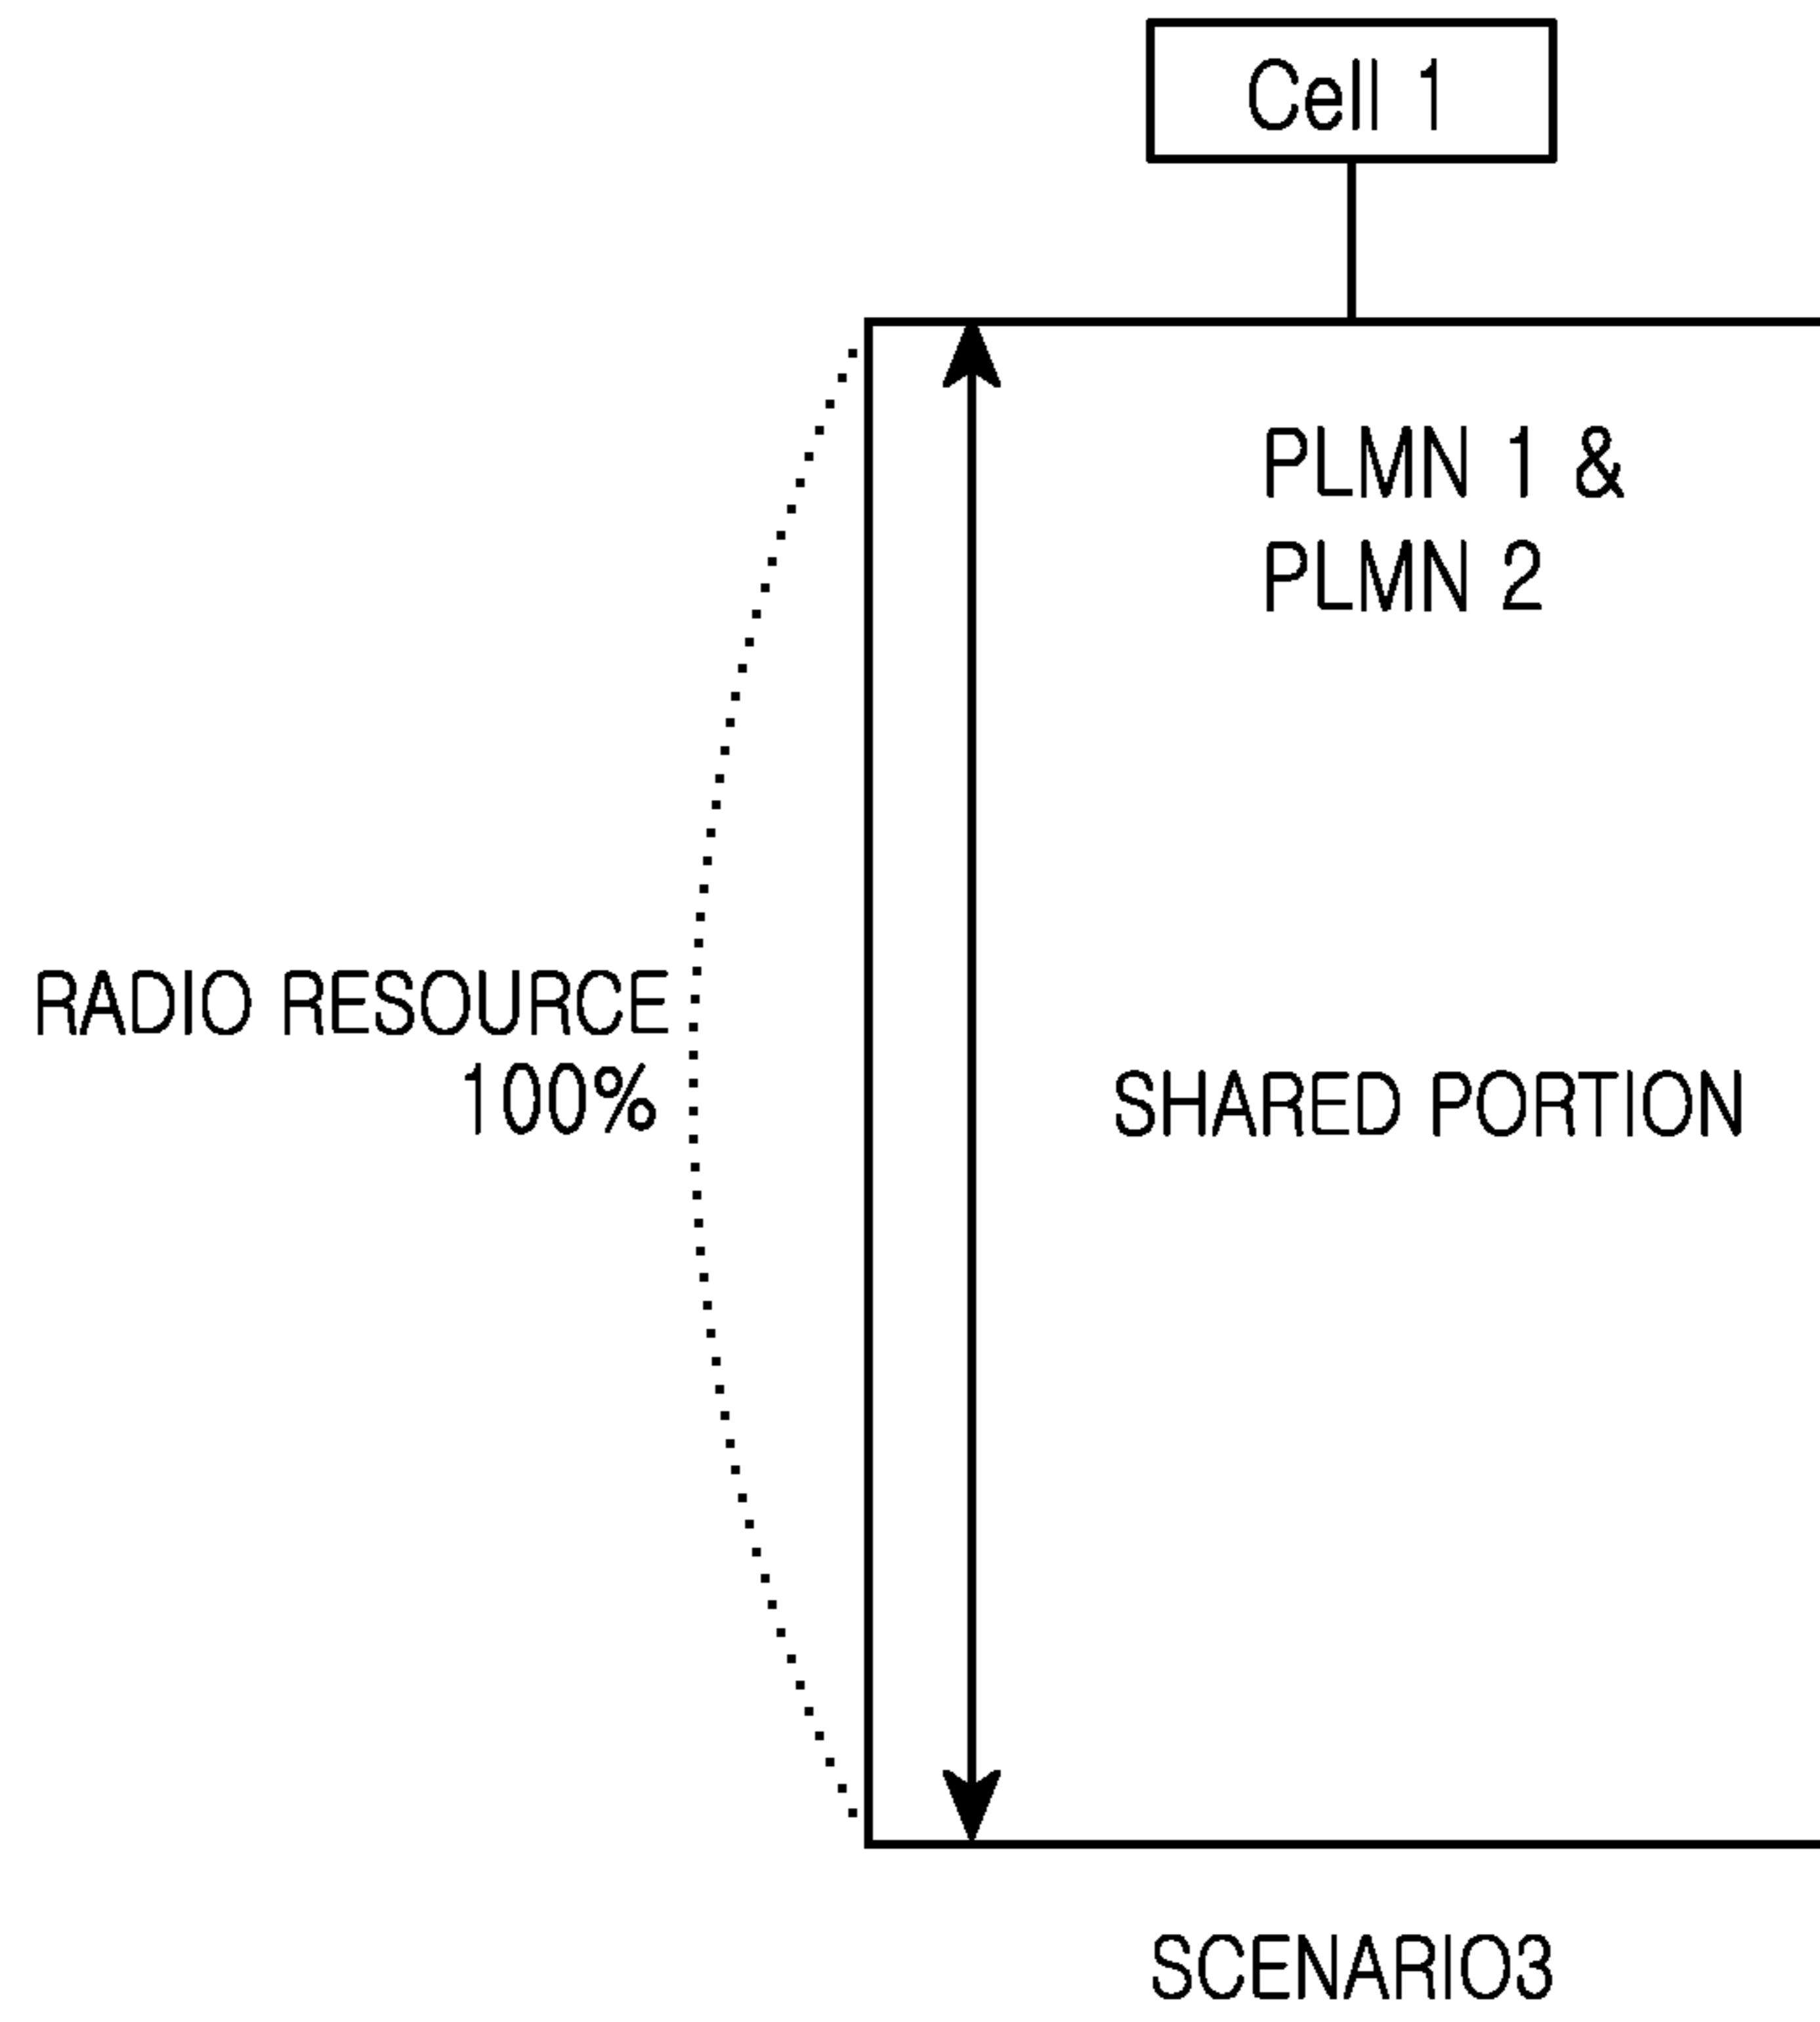 Cell 1
PLMN 1 &
PLMN 2
RADIO RESOURCE
100%
SHARED PORTION
SCENARIO3